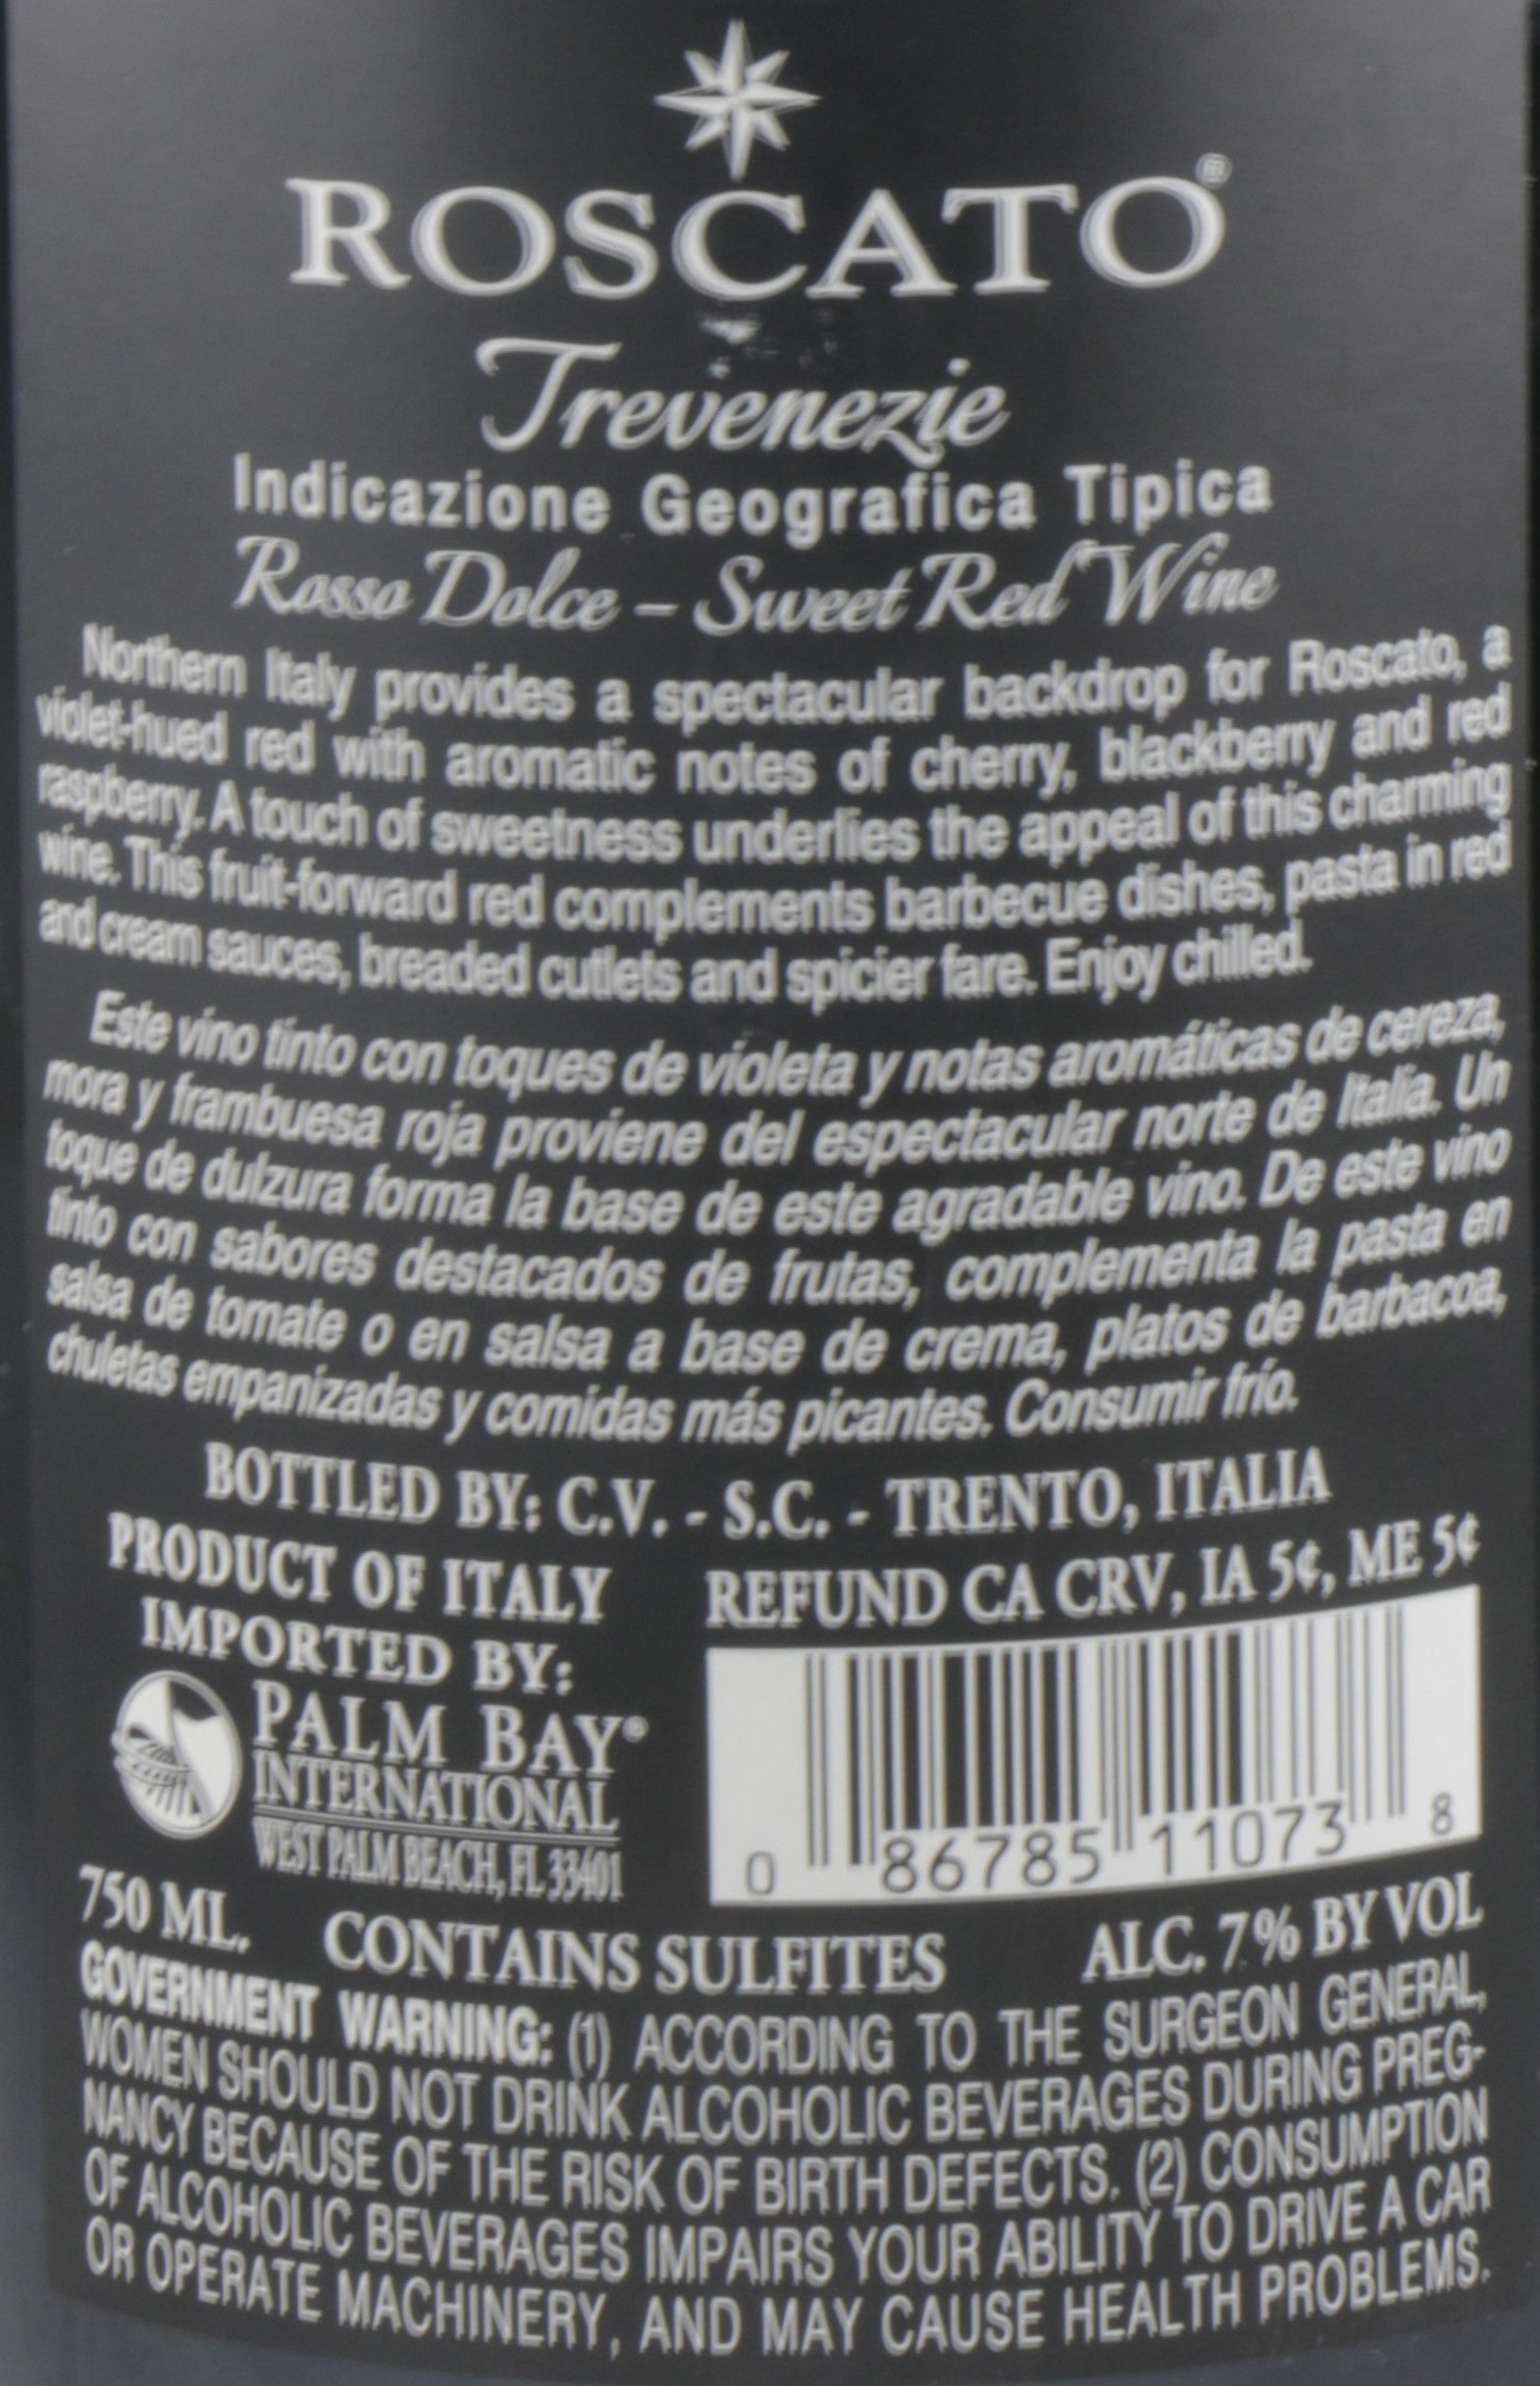 ROSCATO®
Trevenezie
Indicazione Geografica Tipica
Rosso Dolce – Sweet Red Wine
Northern Italy provides a spectacular backdrop for Roscato, a
violet-hued red with aromatic notes of cherry, blackberry and red
raspberry. A touch of sweetness underlies the appeal of this charming
wine. This fruit-forward red complements barbecue dishes, pasta in red
and cream sauces, breaded cutlets and spicier fare. Enjoy chilled.
Este vino tinto con toques de violeta y notas aromáticas de cereza,
mora y frambuesa roja proviene del espectacular norte de Italia. Un
toque de dulzura forma la base de este agradable vino. De este vino
tinto con sabores destacados de frutas, complementa la pasta en
salsa de tomate o en salsa a base de crema, platos de barbacoa,
chuletas empanizadas y comidas más picantes. Consumir frío.
BOTTLED BY: C.V. - S.C. - TRENTO, ITALIA
PRODUCT OF ITALY
IMPORTED BY:
PALM BAY®
INTERNATIONAL
WEST PALM BEACH, FL 33401
REFUND CA CRV, IA 5¢, ME 5¢
0 86785 11073 8
750 ML. CONTAINS SULFITES ALC. 7% BY VOL
GOVERNMENT WARNING: (1) ACCORDING TO THE SURGEON GENERAL,
WOMEN SHOULD NOT DRINK ALCOHOLIC BEVERAGES DURING PREG-
NANCY BECAUSE OF THE RISK OF BIRTH DEFECTS. (2) CONSUMPTION
OF ALCOHOLIC BEVERAGES IMPAIRS YOUR ABILITY TO DRIVE A CAR
OR OPERATE MACHINERY, AND MAY CAUSE HEALTH PROBLEMS.